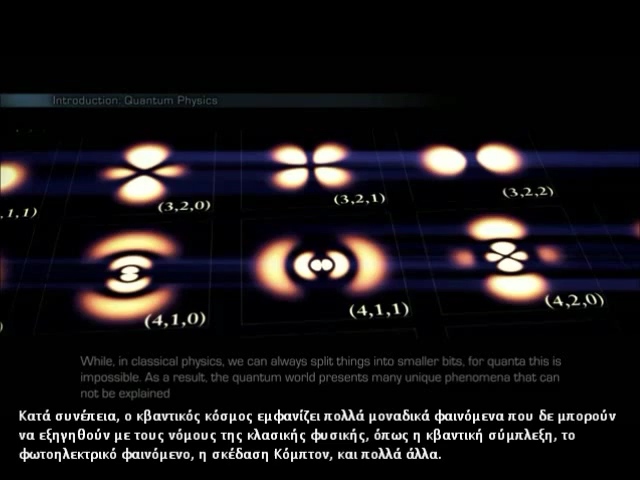 Introduction: Quantum Physics
,1,1)
(3,2,0)
(3,2,1)
(3,2,2)
)
(4,1,0)
(4,1,1)
(4,2,0)
While, in classical physics, we can always split things into smaller bits, for quanta this is
impossible. As a result, the quantum world presents many unique phenomena that can
not be explained
Κατά συνέπεια, ο κβαντικός κόσμος εμφανίζει πολλά μοναδικά φαινόμενα που δε μπορούν
να εξηγηθούν με τους νόμους της κλασικής φυσικής, όπως η κβαντική σύμπλεξη, το
φωτοηλεκτρικό φαινόμενο, η σκέδαση Κόμπτον, και πολλά άλλα.